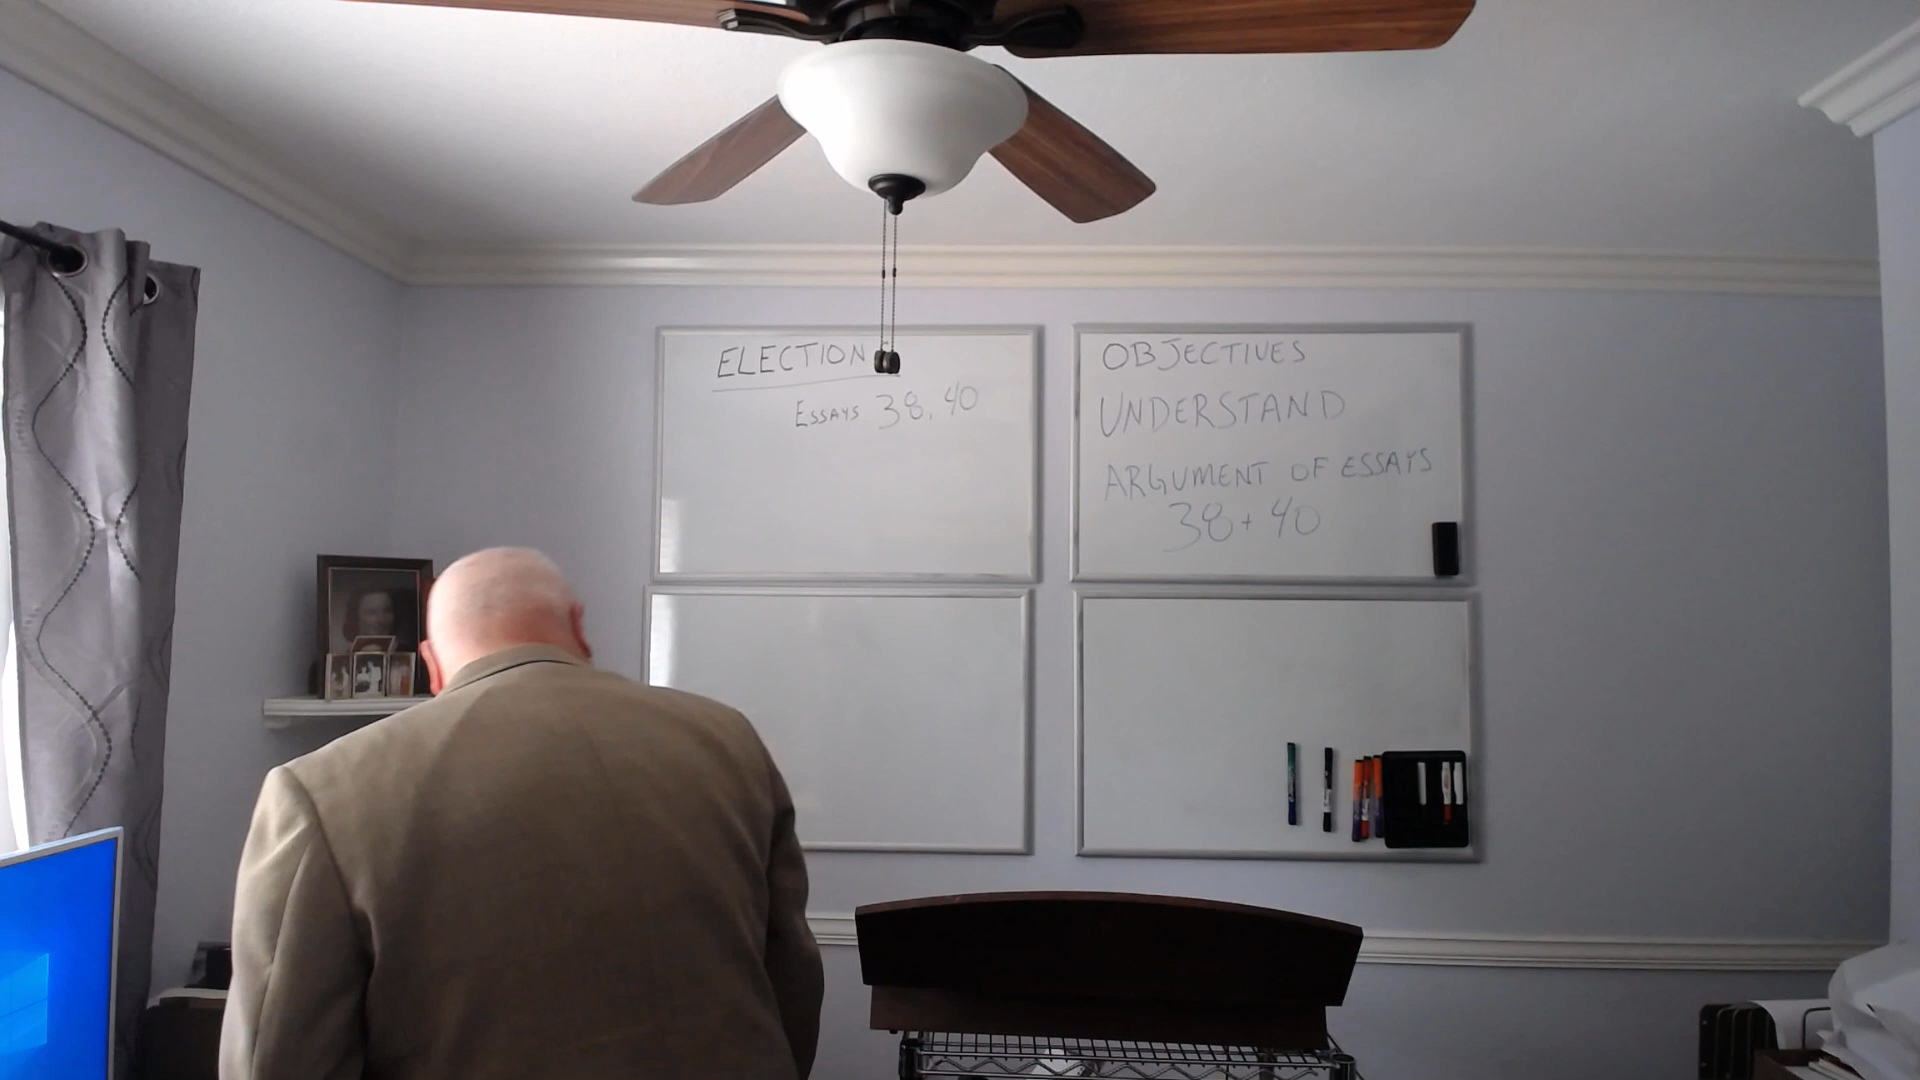 ELECTION
Essays 38, 40
OBJECTIVES
UNDERSTAND
ARGUMENT OF ESSAYS
38 + 40